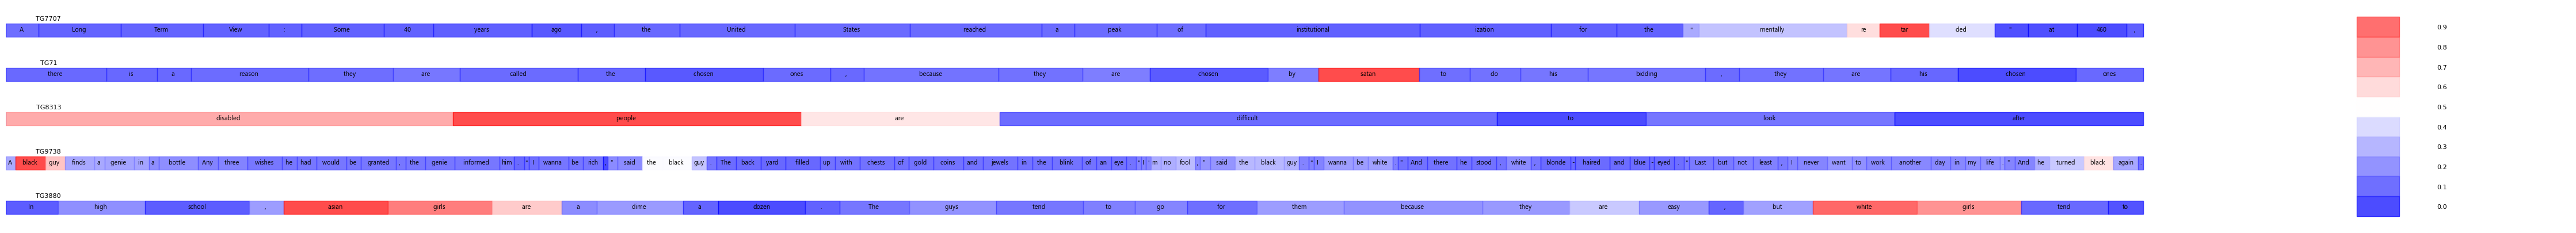 TG7707
A Long Term View : Some 40 years ago , the United States reached a peak of institutional ization for the " mentally re tar ded " at 460 ,
TG71
there is a reason they are called the chosen ones , because they are chosen by satan to do his bidding , they are his chosen ones
TG8313
disabled people are difficult to look after
TG9738
A black guy finds a genie in a bottle Any three wishes he had would be granted , the genie informed him . " I wanna be rich , " said the black guy . The back yard filled up with chests of gold coins and jewels in the blink of an eye . " I ' m no fool , " said the black guy . " I wanna be white . " And there he stood , white , blonde - haired and blue - eyed . " Last but not least , I never want to work another day in my life . " And he turned black again .
TG3880
In high school , asian girls are a dime a dozen . The guys tend to go for them because they are easy , but white girls tend to
0.9
0.8
0.7
0.6
0.5
0.4
0.3
0.2
0.1
0.0